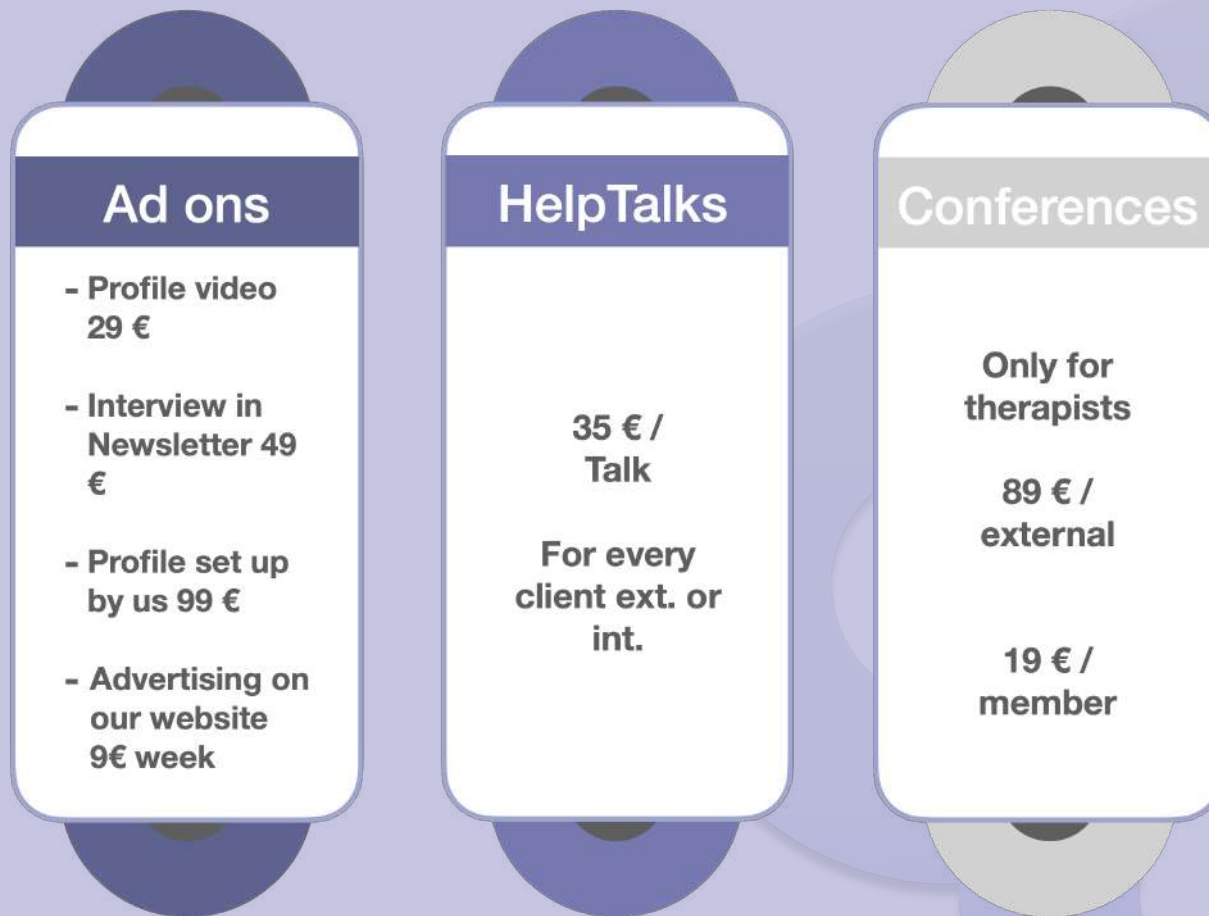 Ad ons
- Profile video
29 €
- Interview in
Newsletter 49
€
- Profile set up
by us 99 €
- Advertising on
our website
9€ week
HelpTalks
35 € /
Talk
For every
client ext. or
int.
Conferences
Only for
therapists
89 € /
external
19 € /
member